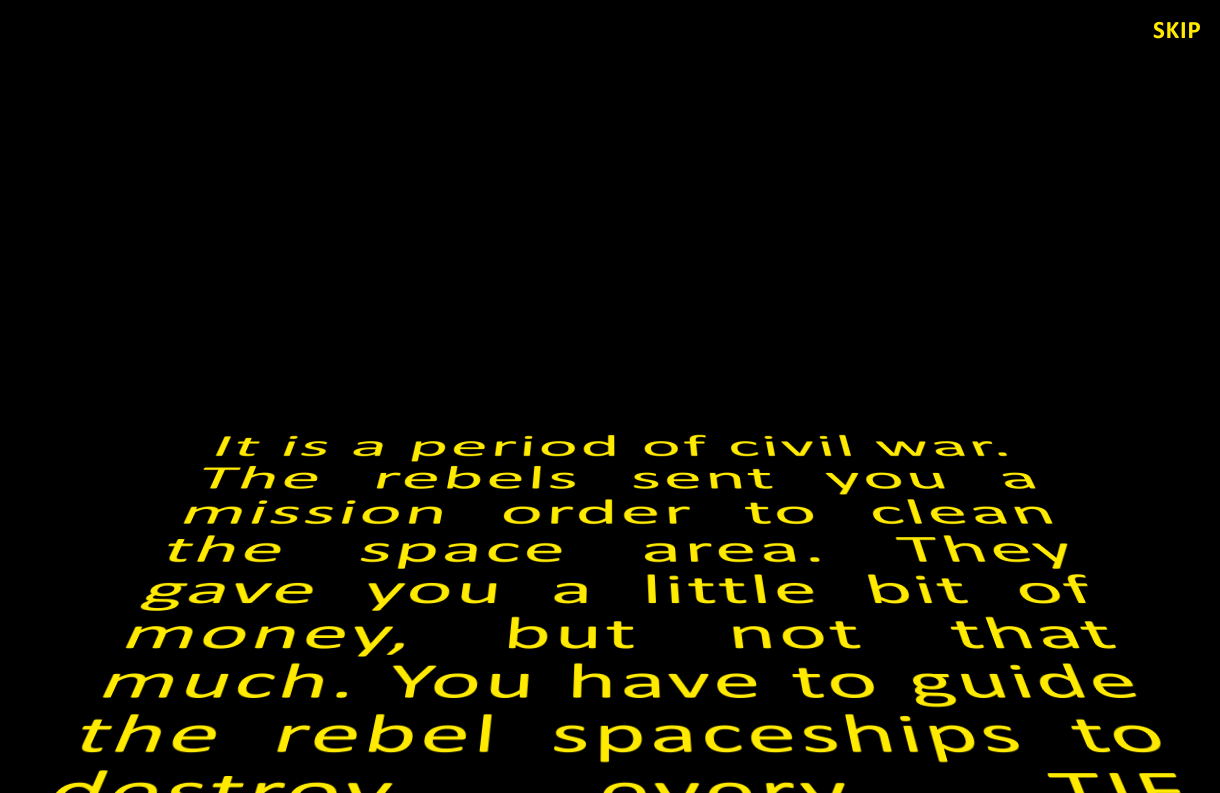 SKIP
It is a period of civil war.
The rebels sent you a
mission order to clean
the space area. They
gave you a little bit of
money, but not that
much. You have to guide
the rebel spaceships to
destroy every TIE